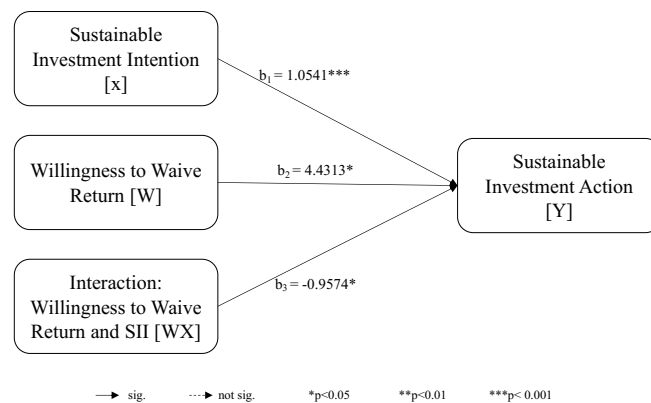 Sustainable
Investment Intention
[x]
b1 = 1.0541***
Willingness to Waive
Return [W]
b2 = 4.4313*
Sustainable
Investment Action
[Y]
Interaction:
Willingness to Waive
Return and SII [WX]
b3 = -0.9574*
sig. not sig. *p<0.05 **p<0.01 ***p< 0.001